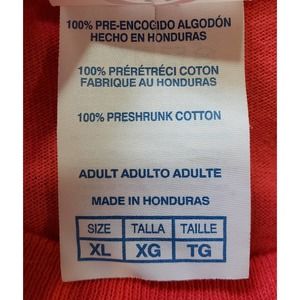 100% PRE-ENCOGIDO ALGODÓN
HECHO EN HONDURAS
100% PRÉRÉTRÉCI COTON
FABRIQUE AU HONDURAS
100% PRESHRUNK COTTON
ADULT ADULTO ADULTE
MADE IN HONDURAS
SIZE TALLA TAILLE
XL XG TG